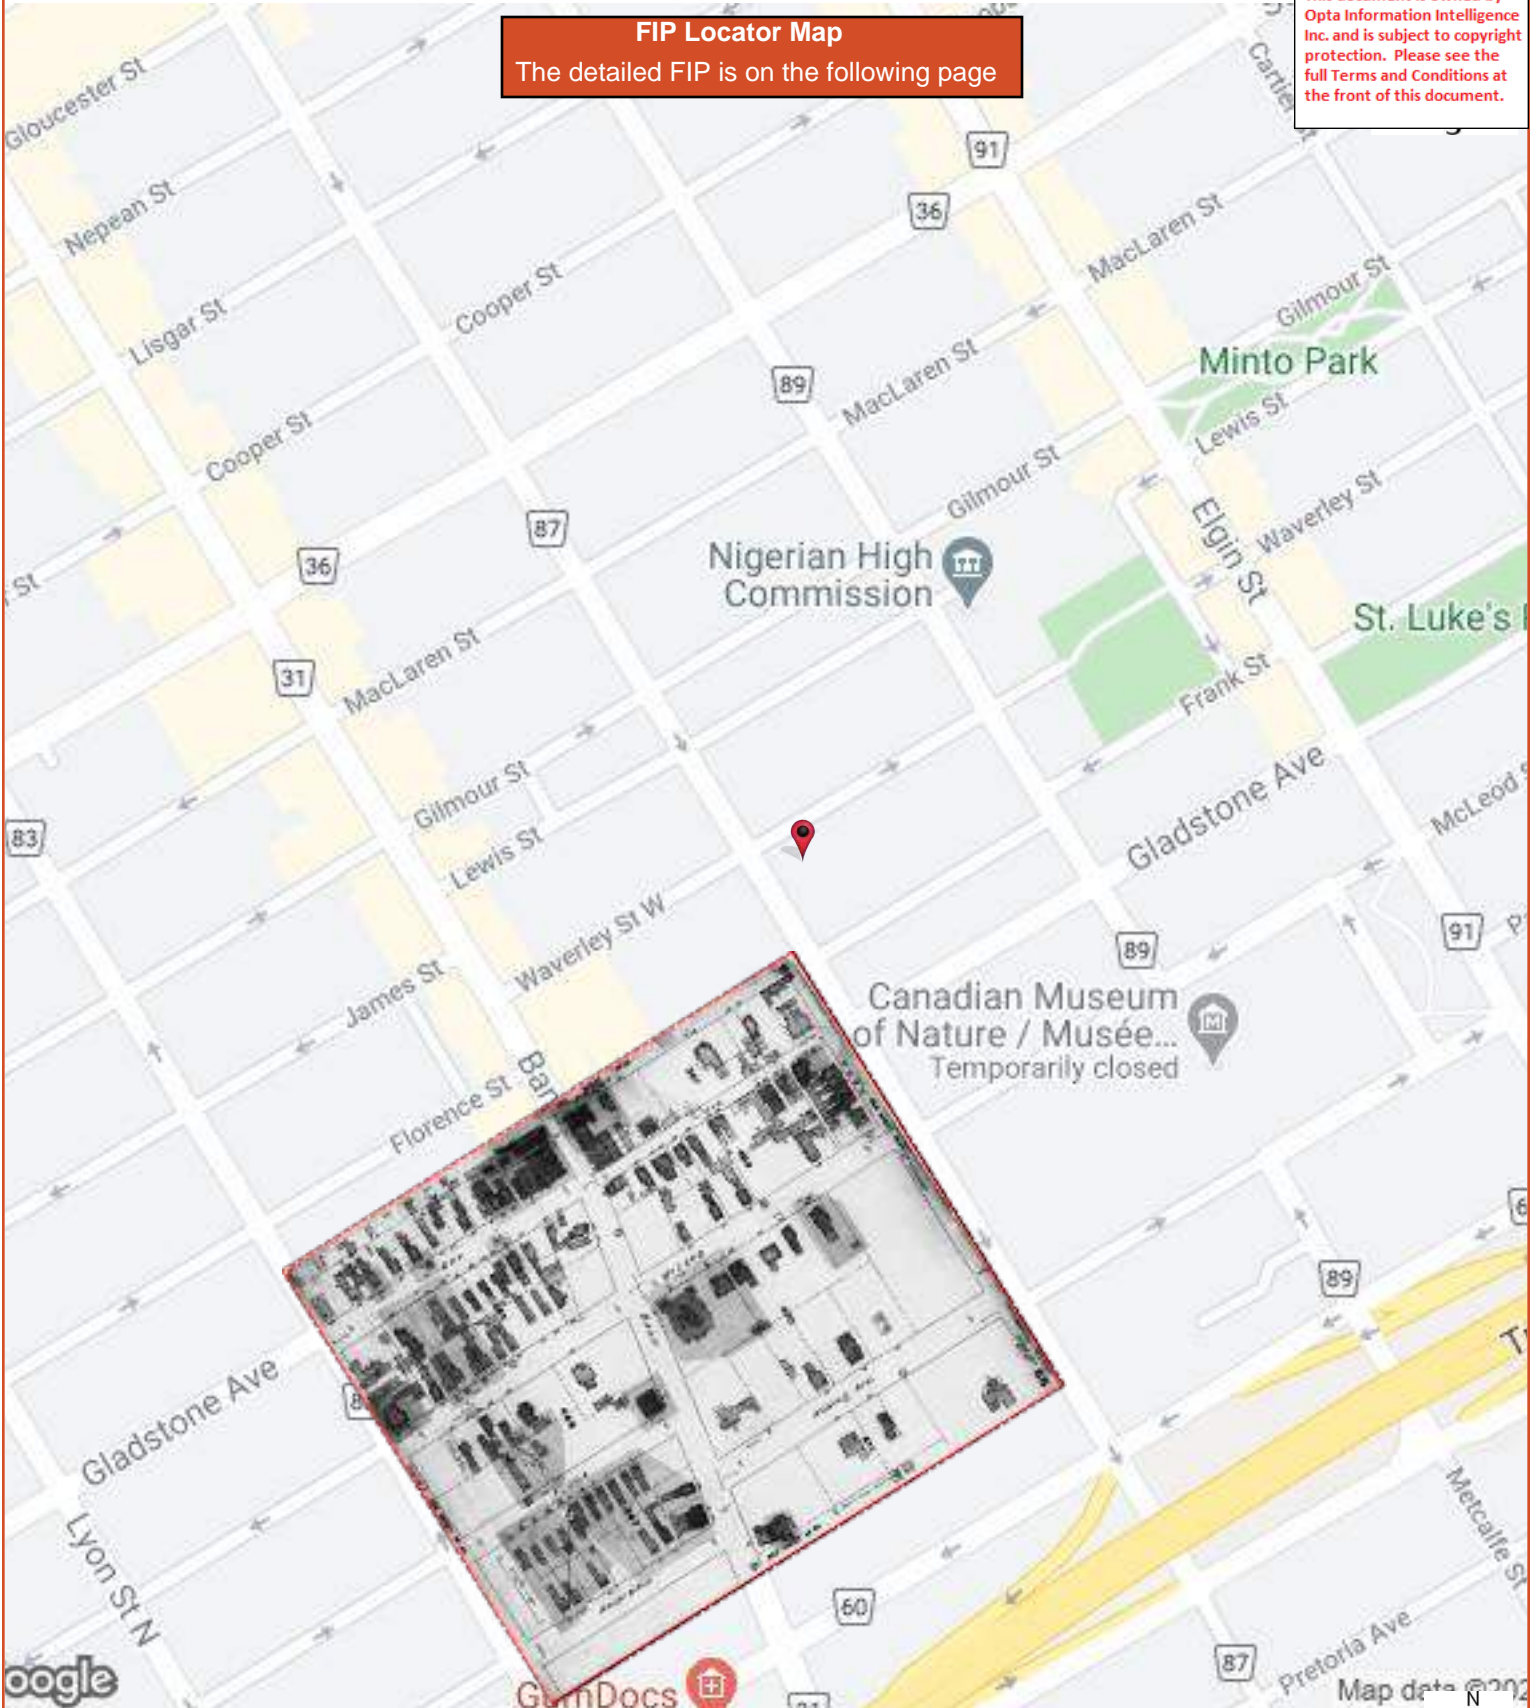 FIP Locator Map
The detailed FIP is on the following page
Opta Information Intelligence
Inc. and is subject to copyright
protection. Please see the
full Terms and Conditions at
the front of this document.
Gloucester St
91
36
Nepean St
MacLaren St
Gilmour St
Cooper St
Lisgar St
Minto Park
89
MacLaren St
Lewis St
Cooper St
Gilmour St
Waverley St
87
Elgin St
Nigerian High
Commission
36
St
St. Luke's
31
MacLaren St
Frank St
Gilmour St
Gladstone Ave
McLeod
83
Lewis St
Waverley St W
91
89
James St
Canadian Museum
of Nature / Musée...
Temporarily closed
Florence St
89
Gladstone Ave
Lyon St N
Metcalfe St
60
87
Pretoria Ave
oogle
GumDocs
Map data
N